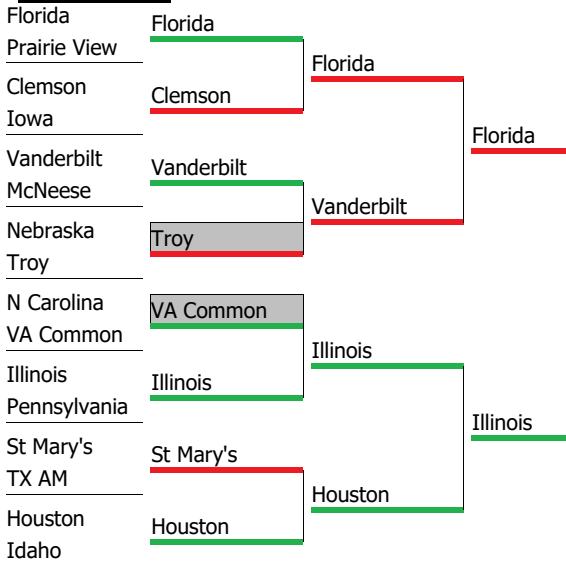 Florida
Prairie View
Clemson
Iowa
Vanderbilt
McNeese
Nebraska
Troy
N Carolina
VA Common
Illinois
Pennsylvania
St Mary's
TX AM
Houston
Idaho
Florida
Clemson
Vanderbilt
Troy
VA Common
Illinois
St Mary's
Houston
Florida
Vanderbilt
Illinois
Houston
Florida
Illinois